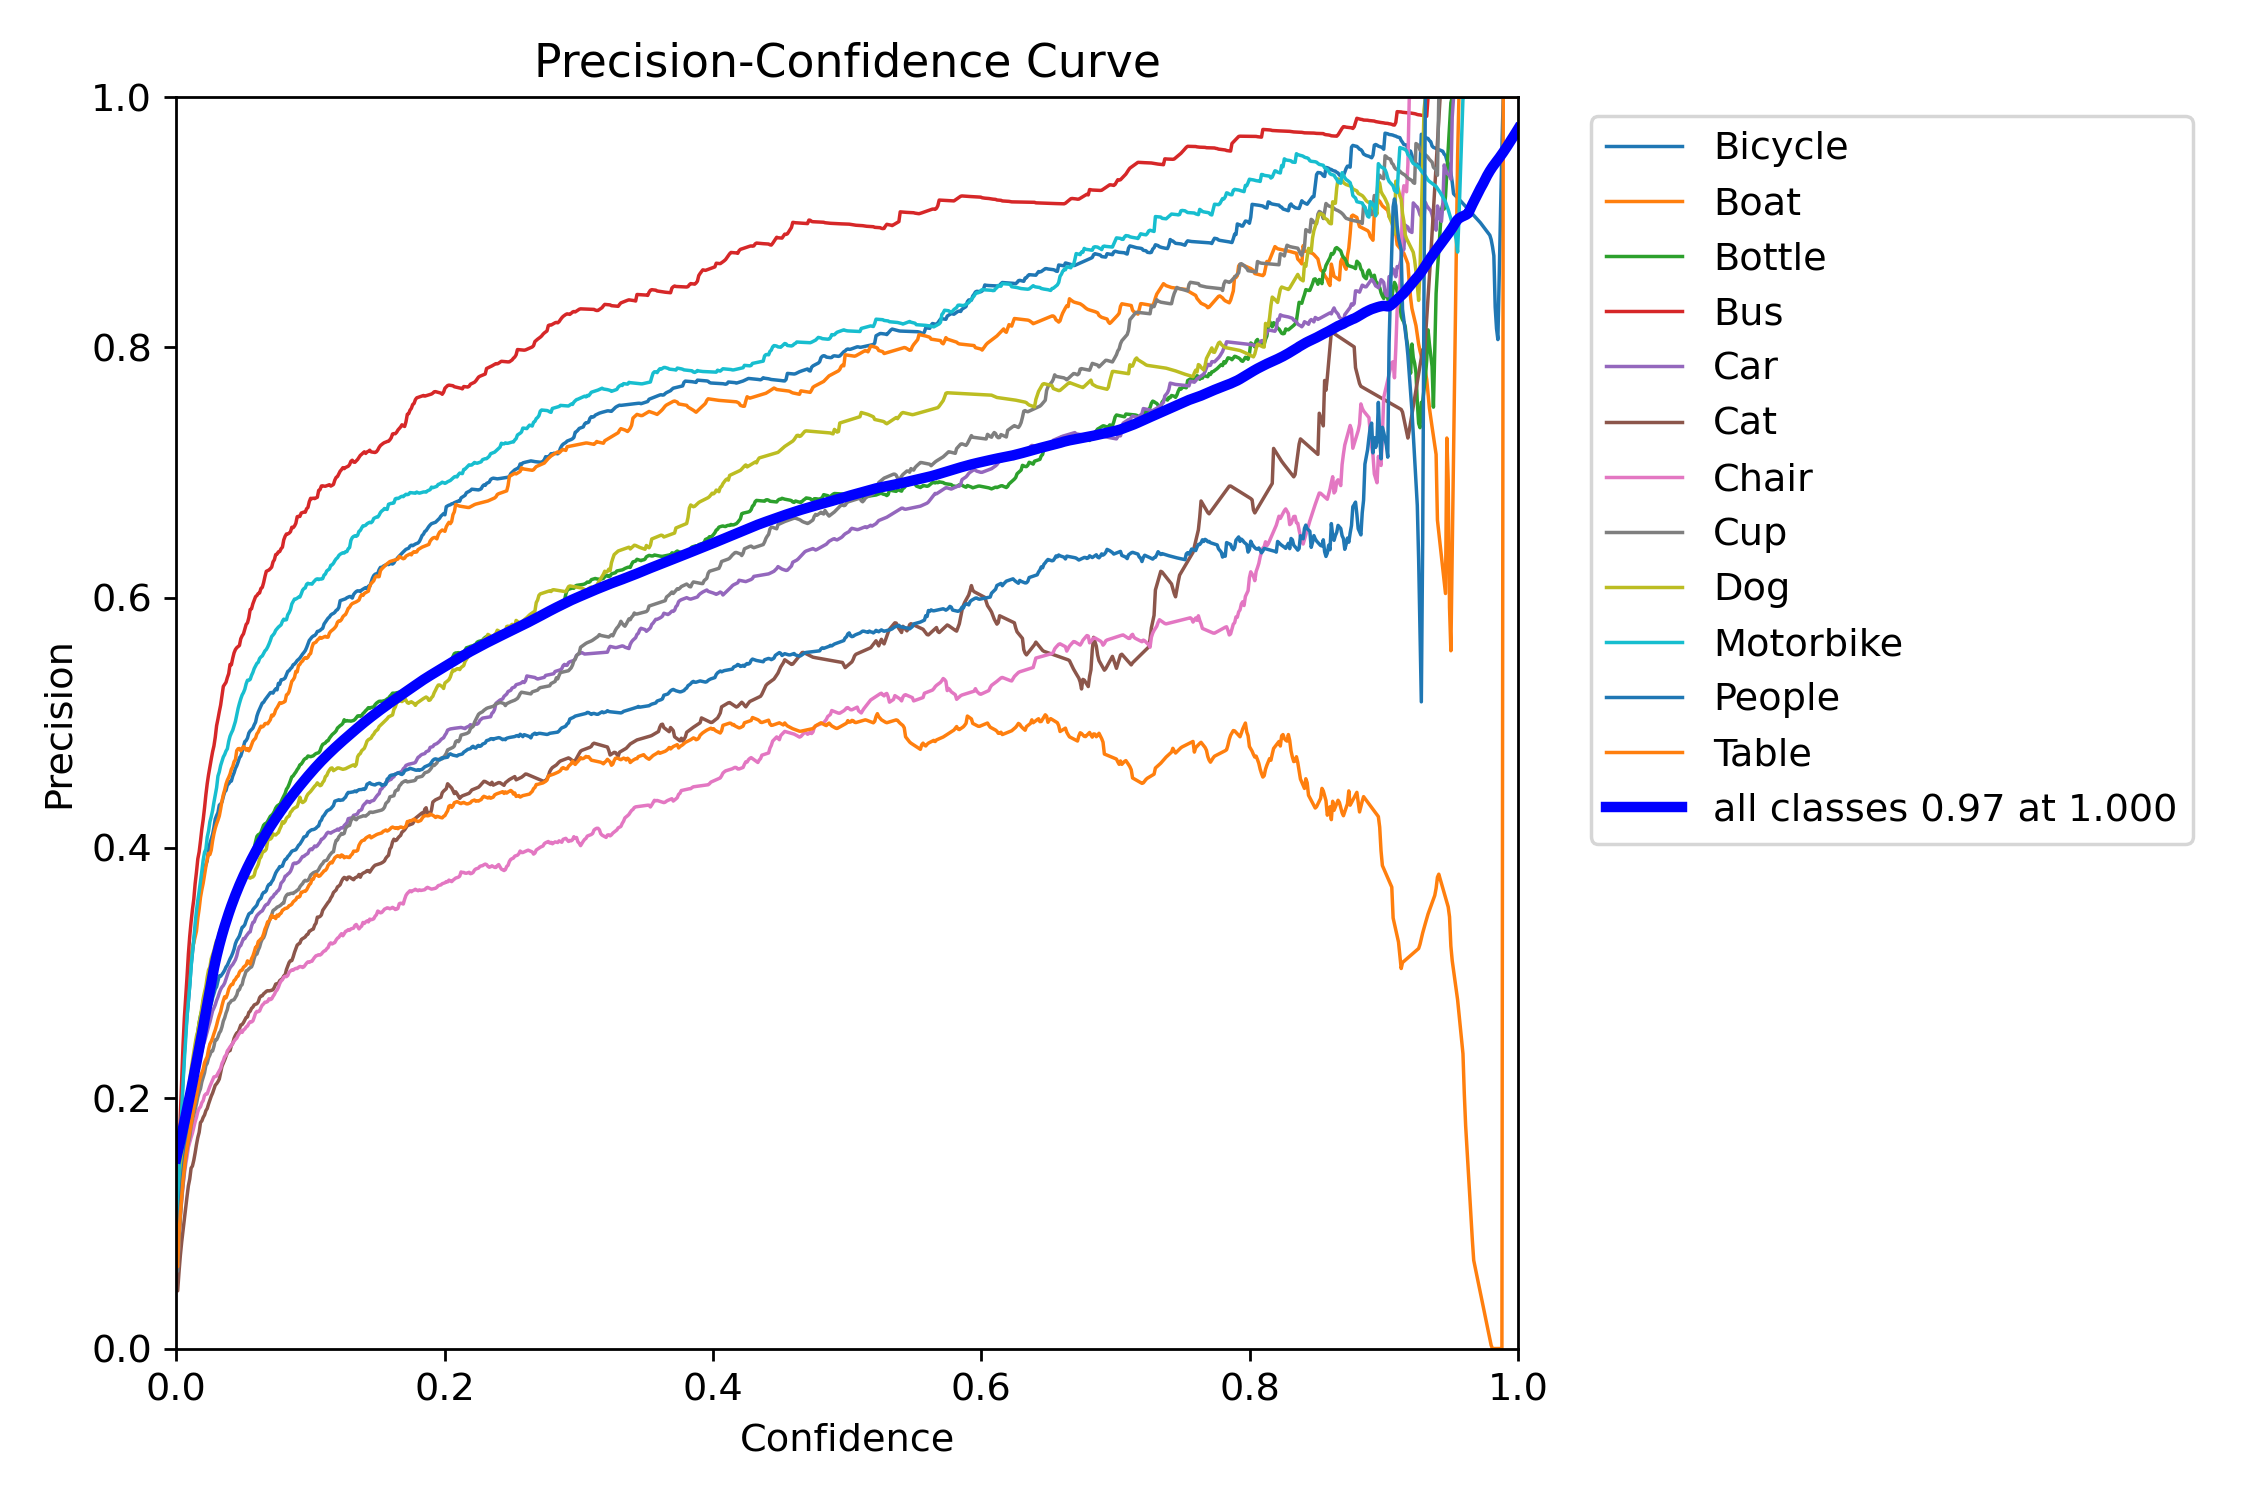 Precision-Confidence Curve
1.0
0.8
0.6
0.4
0.2
0.0
Precision
0.0 0.2 0.4 0.6 0.8 1.0
Confidence
Bicycle
Boat
Bottle
Bus
Car
Cat
Chair
Cup
Dog
Motorbike
People
Table
all classes 0.97 at 1.000